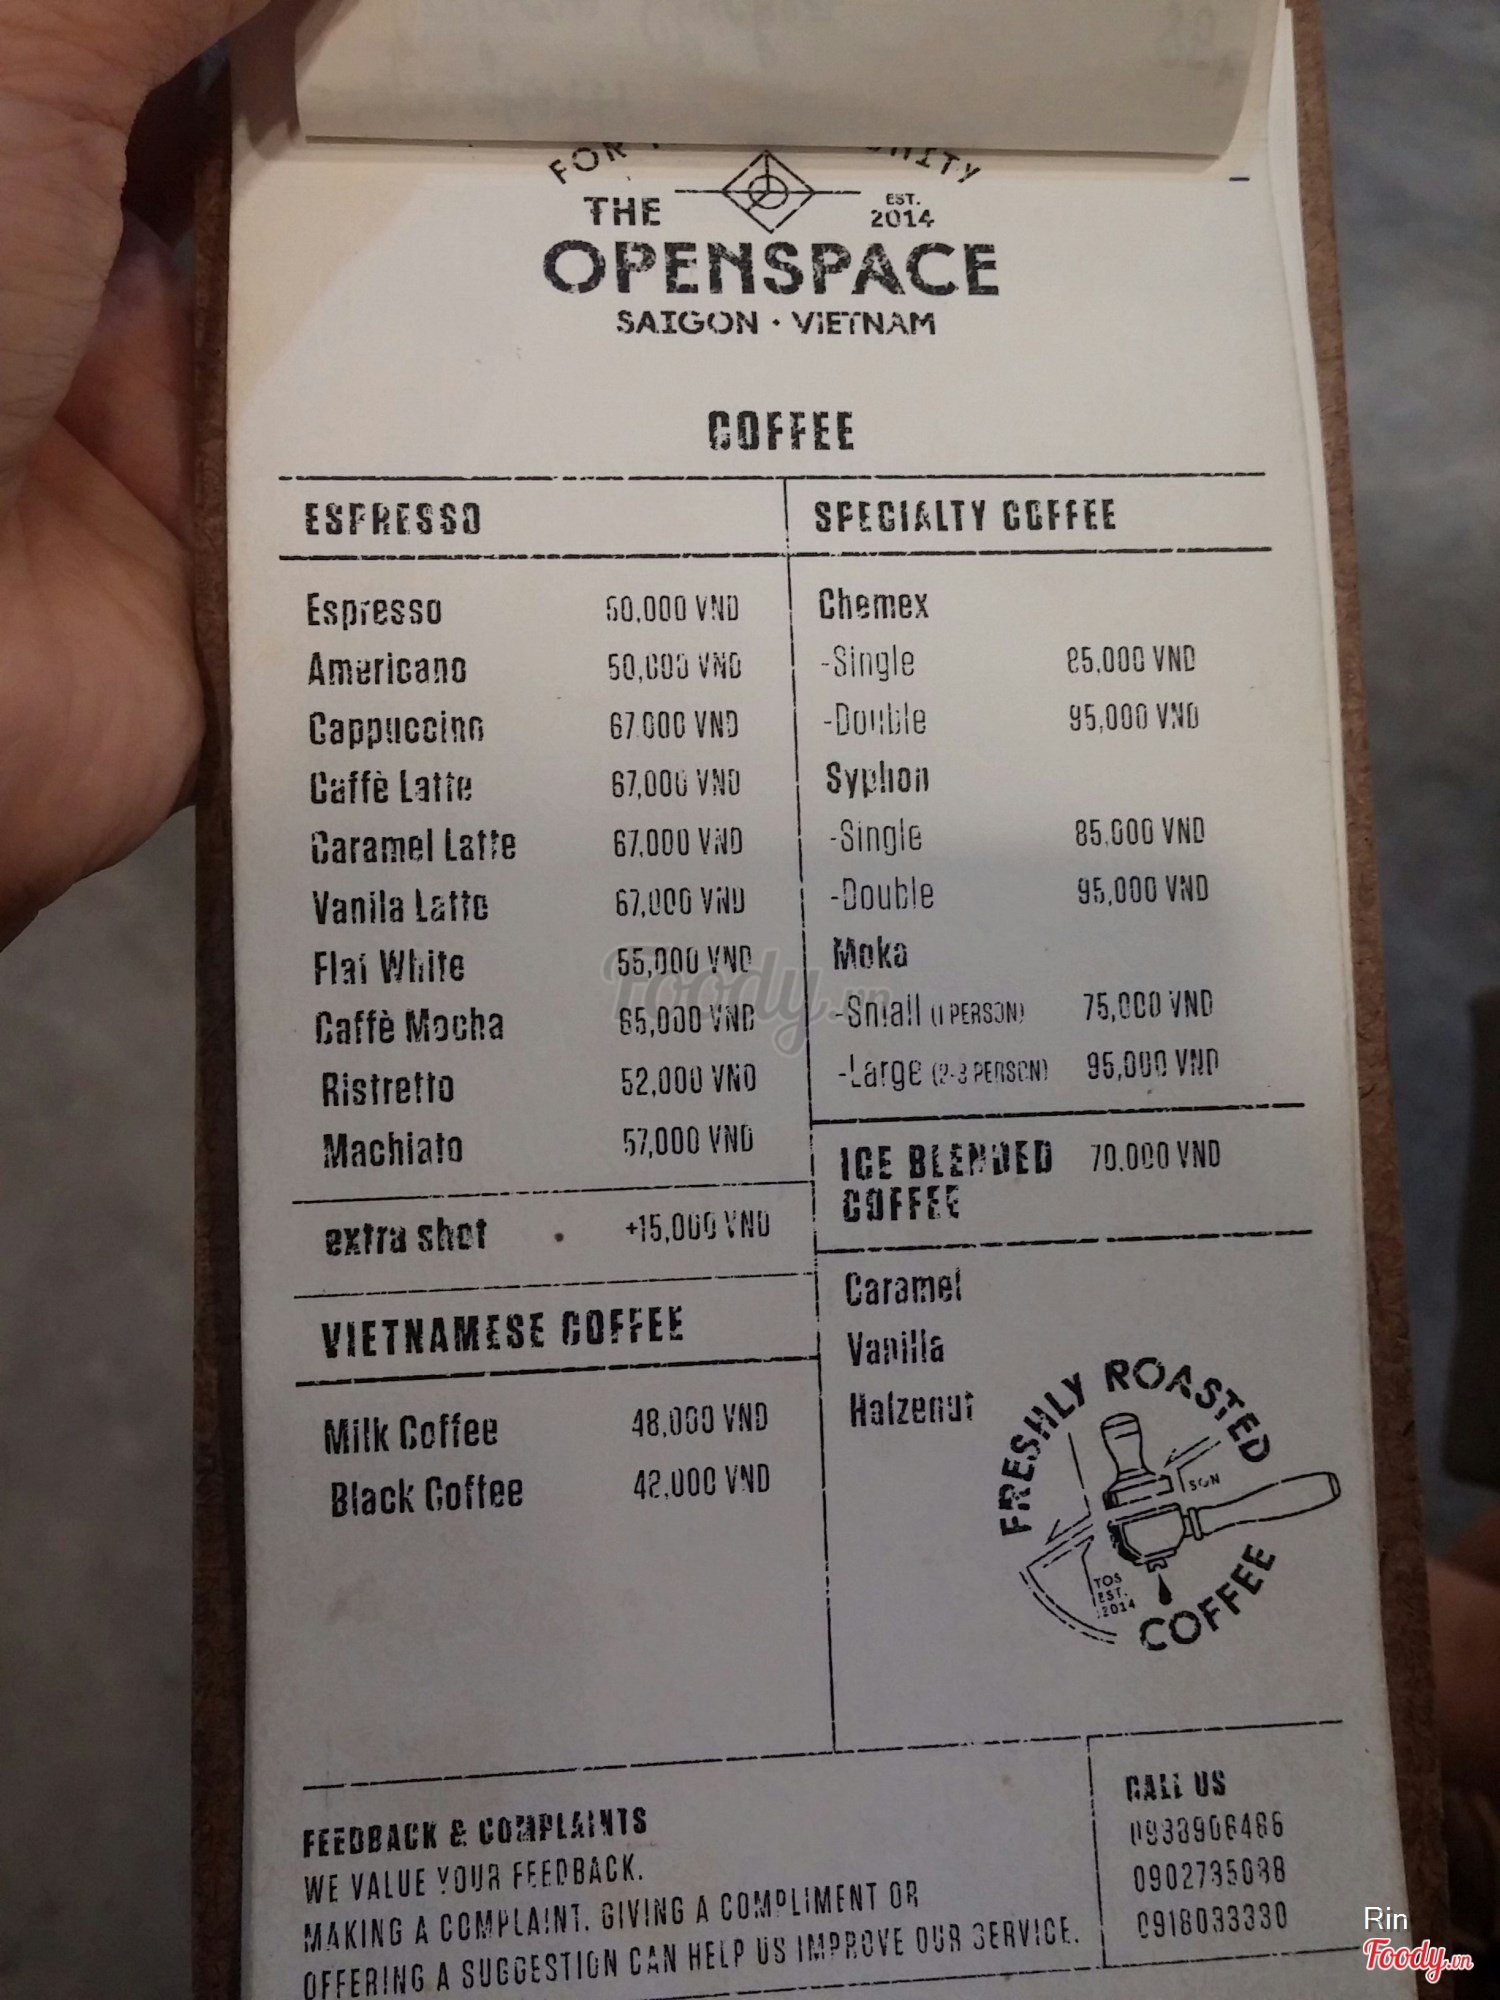 THE
EST.
2014
OPENSPACE
SAIGON · VIETNAM
COFFEE
ESPRESSO
Espresso 50,000 VND
Americano 50,000 VND
Cappuccino 67.000 VND
Caffè Latte 67,000 VND
Caramel Latte 67,000 VND
Vanila Latte 67,000 VND
Flat White 55,000 VND
Caffè Mocha 65,000 VND
Ristretto 52,000 VND
Machiato 57,000 VND
extra shot +15,000 VND
VIETNAMESE COFFEE
Milk Coffee 48,000 VND
Black Coffee 42,000 VND
SPECIALTY COFFEE
Chemex
-Single 85.000 VND
-Double 95,000 VND
Syphon
-Single 85,000 VND
-Double 95,000 VND
Moka
-Small (1 PERSON) 75,000 VND
-Large (2-3 PERSON) 95,000 VND
ICE BLENDED 70.000 VND
COFFEE
Caramel
Vanilla
Halzenut
FRESHLY ROASTED
SGN
TOS
EST.
2014
COFFEE
FEEDBACK & COMPLAINTS
WE VALUE YOUR FEEDBACK.
MAKING A COMPLAINT. GIVING A COMPLIMENT OR
OFFERING A SUGGESTION CAN HELP US IMPROVE OUR SERVICE.
CALL US
0918033330
Foody.vn
Rin
Foody.vn